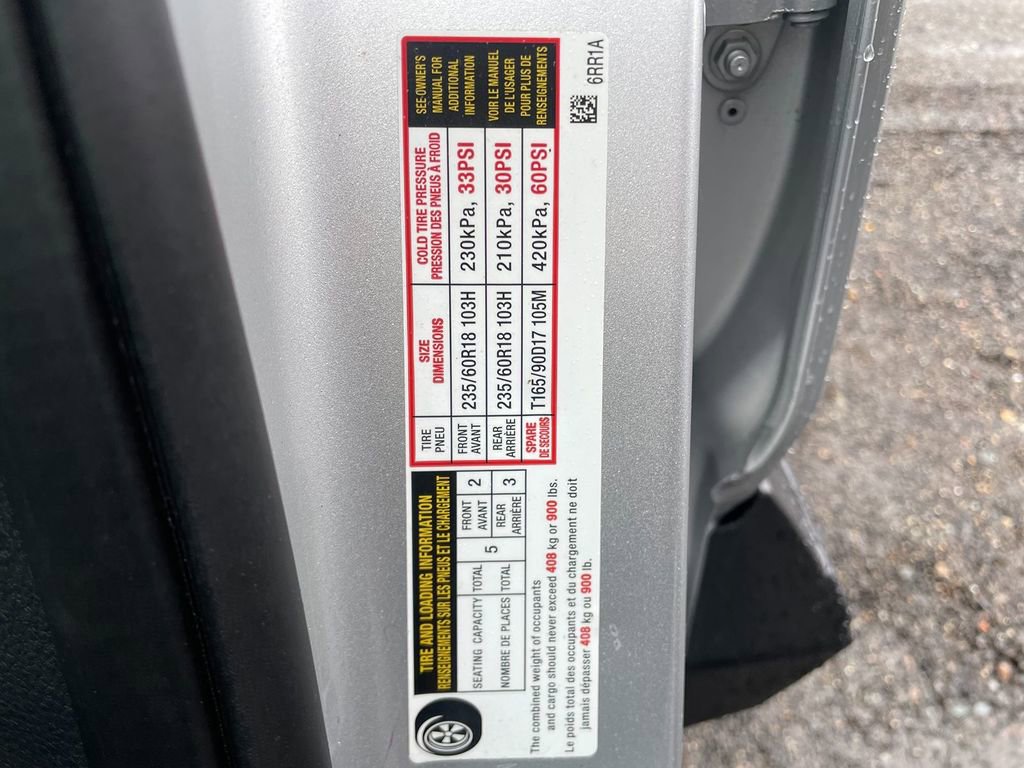 TIRE AND LOADING INFORMATION
RENSEIGNEMENTS SUR LES PNEUS ET LE CHARGEMENT
SEATING CAPACITY
NOMBRE DE PLACES
TOTAL
TOTAL
5
FRONT
AVANT
2
REAR
ARRIÈRE
3
The combined weight of occupants
and cargo should never exceed 408 kg or 900 lbs.
Le poids total des occupants et du chargement ne doit
jamais dépasser 408 kg ou 900 lb.
TIRE
PNEU
SIZE
DIMENSIONS
COLD TIRE PRESSURE
PRESSION DES PNEUS À FROID
FRONT
AVANT
235/60R18 103H
230kPa, 33PSI
REAR
ARRIÈRE
235/60R18 103H
210kPa, 30PSI
SPARE
DE SECOURS
T165/90D17 105M
420kPa, 60PSI
SEE OWNER'S
MANUAL FOR
ADDITIONAL
INFORMATION
VOIR LE MANUEL
DE L'USAGER
POUR PLUS DE
RENSEIGNEMENTS
6RR1A